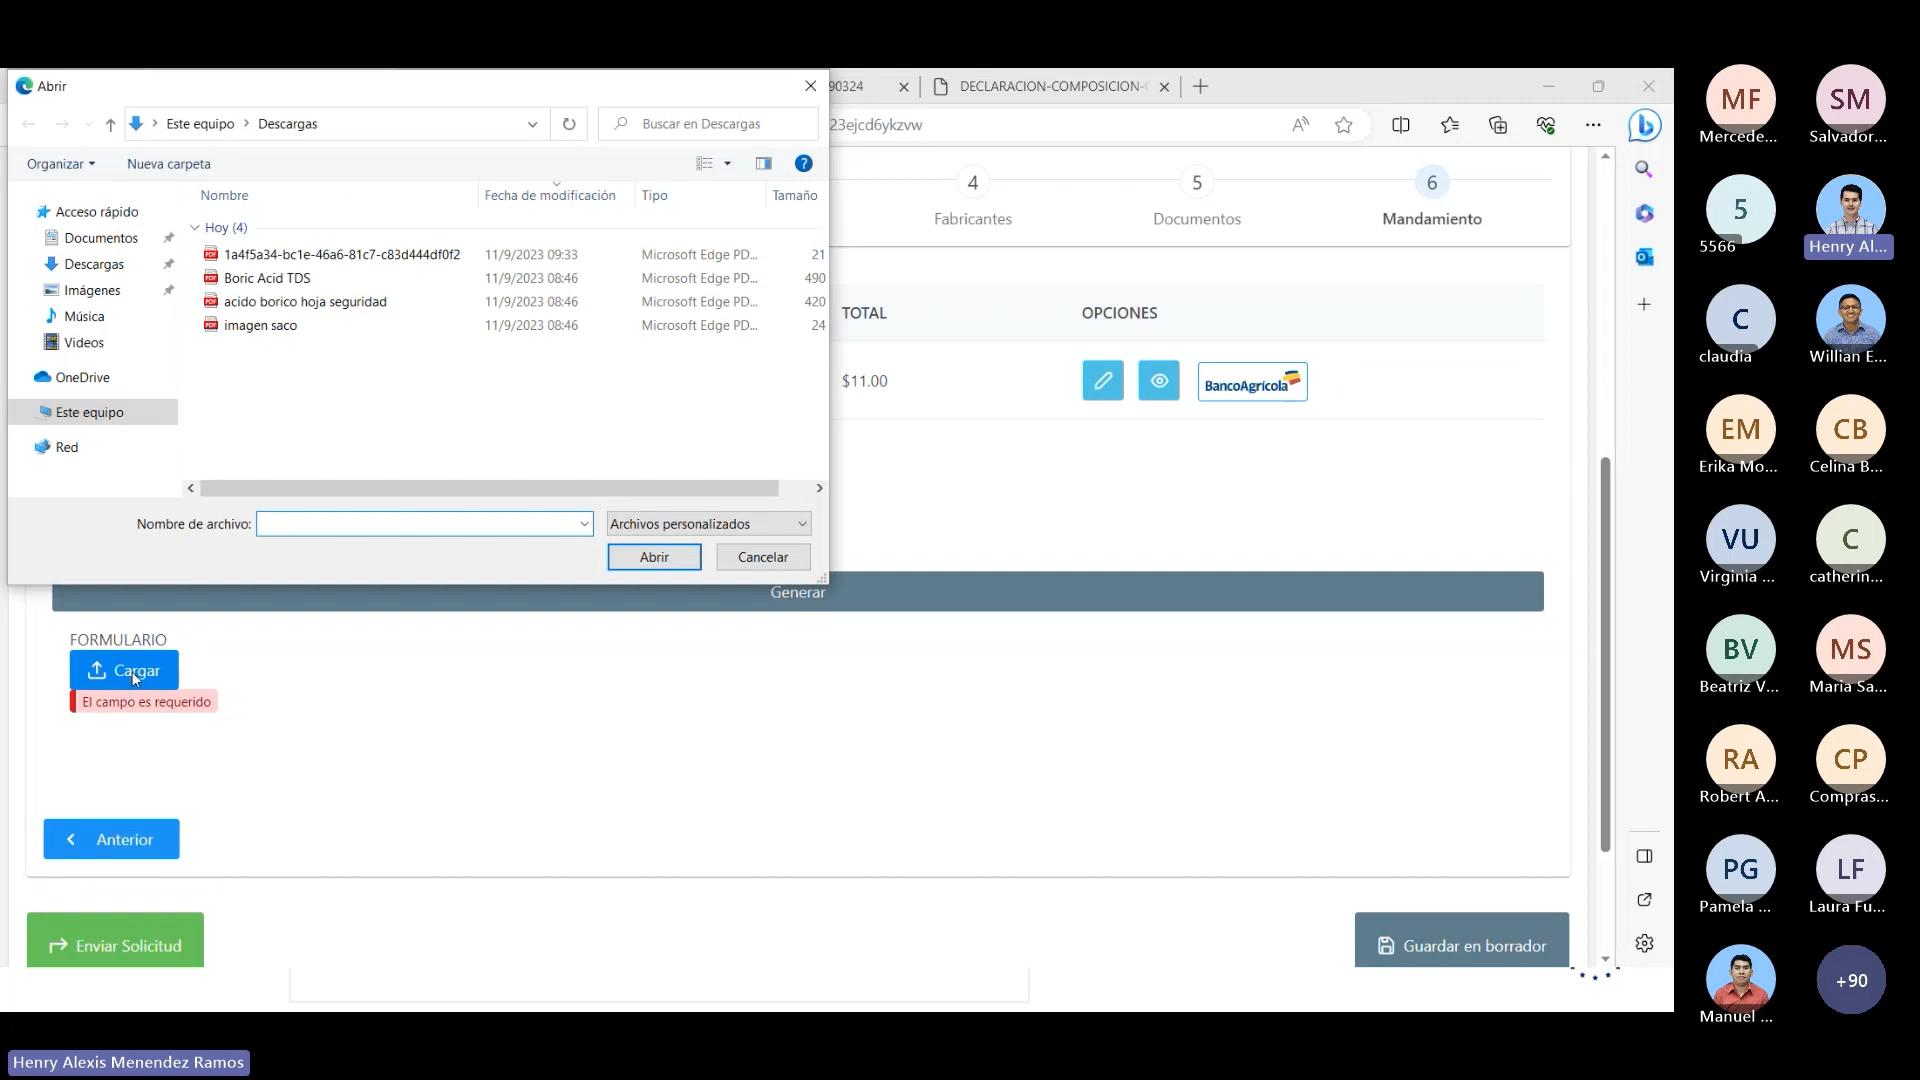 Abrir
Este equipo > Descargas
Buscar en Descargas
Organizar
Nueva carpeta
Nombre
Fecha de modificación
Tipo
Tamaño
Acceso rápido
Documentos
Descargas
Imágenes
Música
Videos
OneDrive
Este equipo
Red
Hoy (4)
1a4f5a34-bc1e-46a6-81c7-c83d444df0f2 11/9/2023 09:33 Microsoft Edge PD... 21
Boric Acid TDS 11/9/2023 08:46 Microsoft Edge PD... 490
acido borico hoja seguridad 11/9/2023 08:46 Microsoft Edge PD... 420
imagen saco 11/9/2023 08:46 Microsoft Edge PD... 24
Nombre de archivo:
Archivos personalizados
Abrir
Cancelar
90324
DECLARACION-COMPOSICION-
23ejcd6ykzvw
4
Fabricantes
5
Documentos
6
Mandamiento
TOTAL
OPCIONES
$11.00
BancoAgrícola
Generar
FORMULARIO
Cargar
El campo es requerido
Anterior
Enviar Solicitud
Guardar en borrador
MF
Mercede...
SM
Salvador...
5
5566
Henry Al...
C
claudia
Willian E...
EM
Erika Mo...
CB
Celina B...
VU
Virginia ...
C
catherin...
BV
Beatriz V...
MS
Maria Sa...
RA
Robert A...
CP
Compras...
PG
Pamela ...
LF
Laura Fu...
Manuel ...
+90
Henry Alexis Menendez Ramos